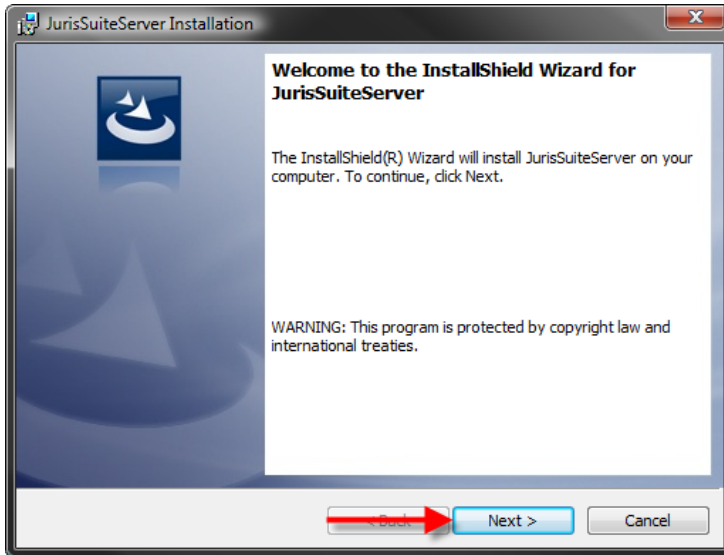 JurisSuiteServer Installation
Welcome to the InstallShield Wizard for
JurisSuiteServer
The InstallShield(R) Wizard will install JurisSuiteServer on your
computer. To continue, click Next.
WARNING: This program is protected by copyright law and
international treaties.
< Back
Next >
Cancel